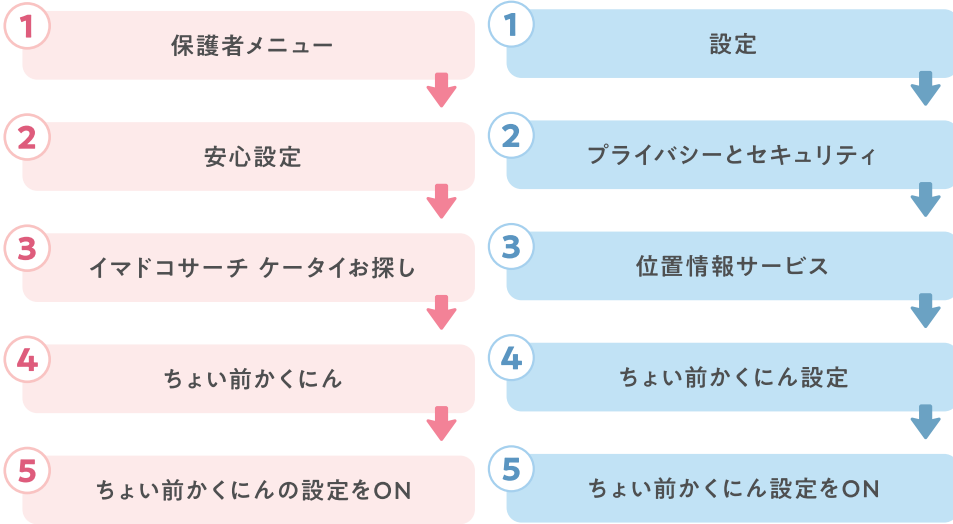 1
保護者メニュー
2
安心設定
3
イマドコサーチ ケータイお探し
4
ちょい前かくにん
5
ちょい前かくにんの設定をON
1
設定
2
プライバシーとセキュリティ
3
位置情報サービス
4
ちょい前かくにん設定
5
ちょい前かくにん設定をON